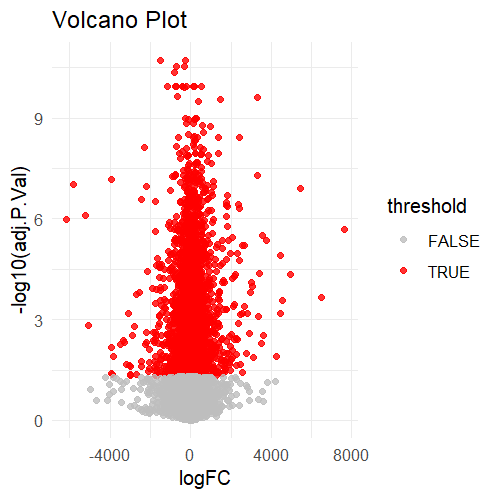 Volcano Plot
-log10(adj.P.Val)
9
6
3
0
-4000
0
4000
8000
logFC
threshold
FALSE
TRUE